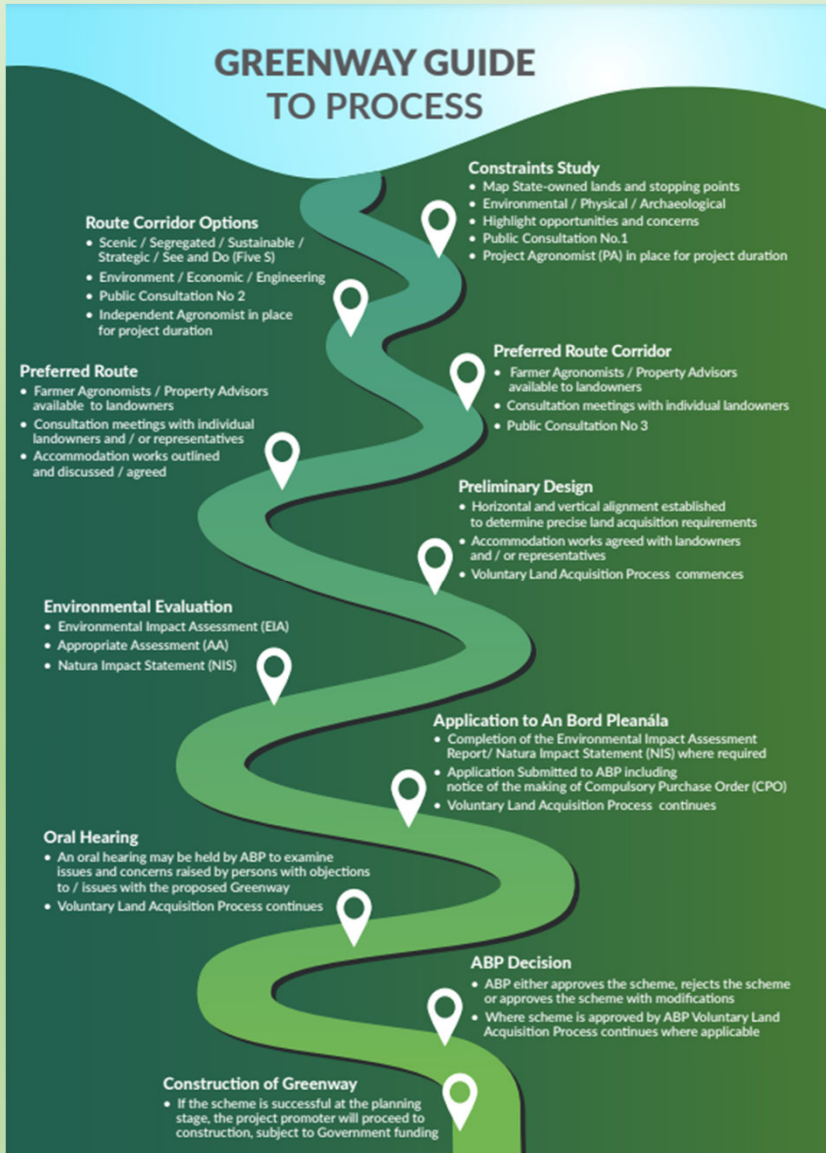 GREENWAY GUIDE
TO PROCESS
Constraints Study
• Map State-owned lands and stopping points
• Environmental / Physical / Archaeological
• Highlight opportunities and concerns
• Public Consultation No.1
• Project Agronomist (PA) in place for project duration
Route Corridor Options
• Scenic / Segregated / Sustainable /
Strategic / See and Do (Five S)
• Environment / Economic / Engineering
• Public Consultation No 2
• Independent Agronomist in place
for project duration
Preferred Route Corridor
• Farmer Agronomists / Property Advisors
available to landowners
• Consultation meetings with individual landowners
• Public Consultation No 3
Preferred Route
• Farmer Agronomists / Property Advisors
available to landowners
• Consultation meetings with individual
landowners and / or representatives
• Accommodation works outlined
and discussed / agreed
Preliminary Design
• Horizontal and vertical alignment established
to determine precise land acquisition requirements
• Accommodation works agreed with landowners
and / or representatives
• Voluntary Land Acquisition Process commences
Environmental Evaluation
• Environmental Impact Assessment (EIA)
• Appropriate Assessment (AA)
• Natura Impact Statement (NIS)
Application to An Bord Pleanála
• Completion of the Environmental Impact Assessment
Report/ Natura Impact Statement (NIS) where required
• Application Submitted to ABP including
notice of the making of Compulsory Purchase Order (CPO)
• Voluntary Land Acquisition Process continues
Oral Hearing
• An oral hearing may be held by ABP to examine
issues and concerns raised by persons with objections
to / issues with the proposed Greenway
• Voluntary Land Acquisition Process continues
ABP Decision
• ABP either approves the scheme, rejects the scheme
or approves the scheme with modifications
• Where scheme is approved by ABP Voluntary Land
Acquisition Process continues where applicable
Construction of Greenway
• If the scheme is successful at the planning
stage, the project promoter will proceed to
construction, subject to Government funding